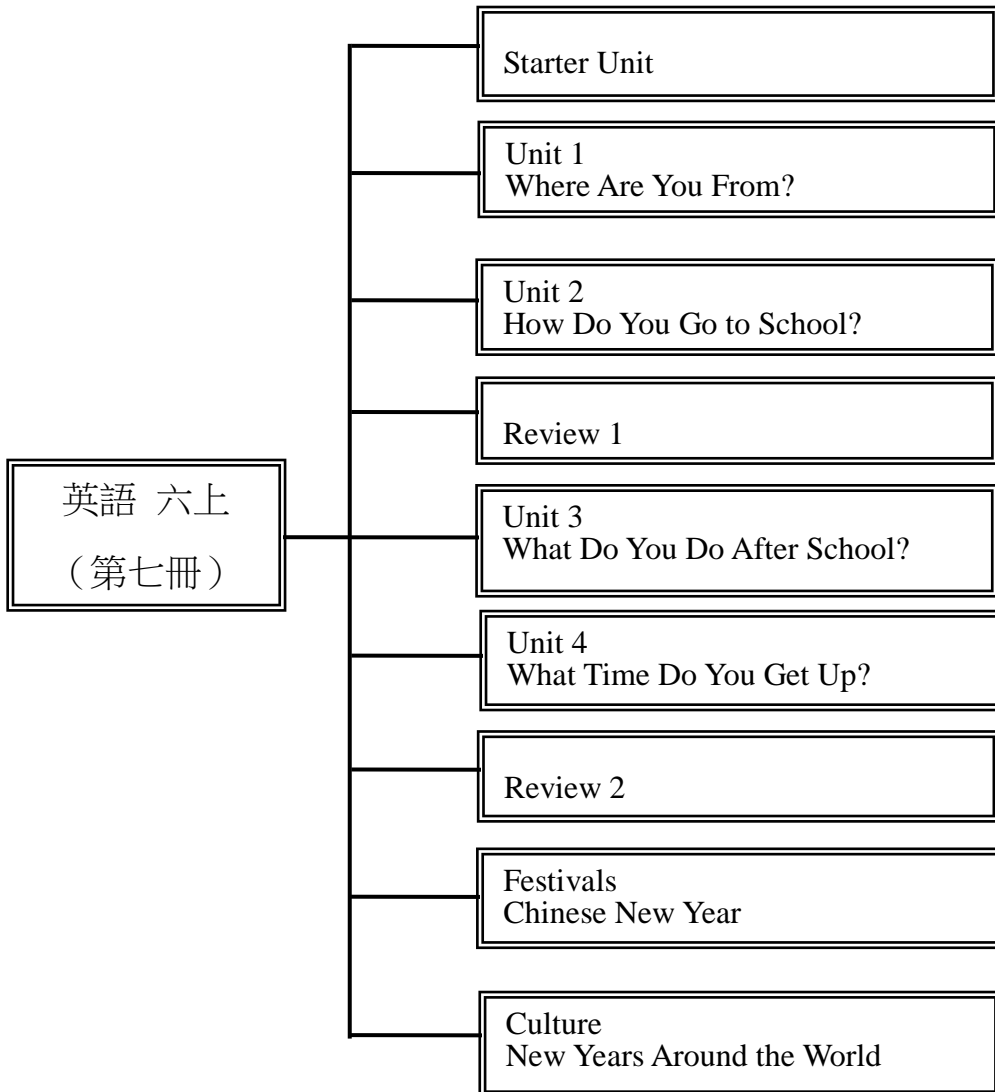 英語 六上
（第七冊）
Starter Unit
Unit 1
Where Are You From?
Unit 2
How Do You Go to School?
Review 1
Unit 3
What Do You Do After School?
Unit 4
What Time Do You Get Up?
Review 2
Festivals
Chinese New Year
Culture
New Years Around the World